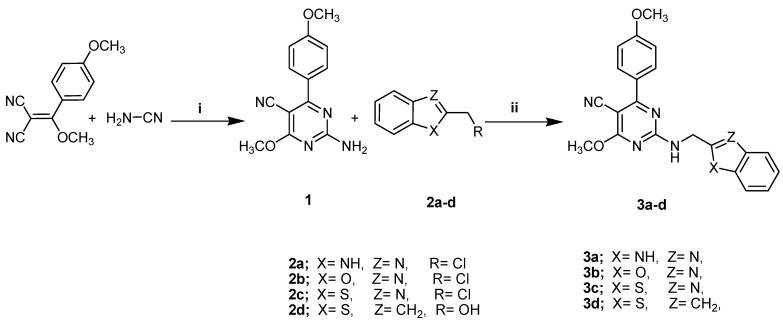 OCH₃
OCH₃
OCH₃
NC
NC
OCH₃
+
H₂N-CN
i
NC
N
H₃CO
N
NH₂
+
Z
X
R
ii
NC
N
H₃CO
N
N
H
Z
X
1
2a-d
3a-d
2a; X= NH, Z= N, R= Cl
2b; X= O, Z= N, R= Cl
2c; X= S, Z= N, R= Cl
2d; X= S, Z= CH₂, R= OH
3a; X= NH, Z= N,
3b; X= O, Z= N,
3c; X= S, Z= N,
3d; X= S, Z= CH₂,